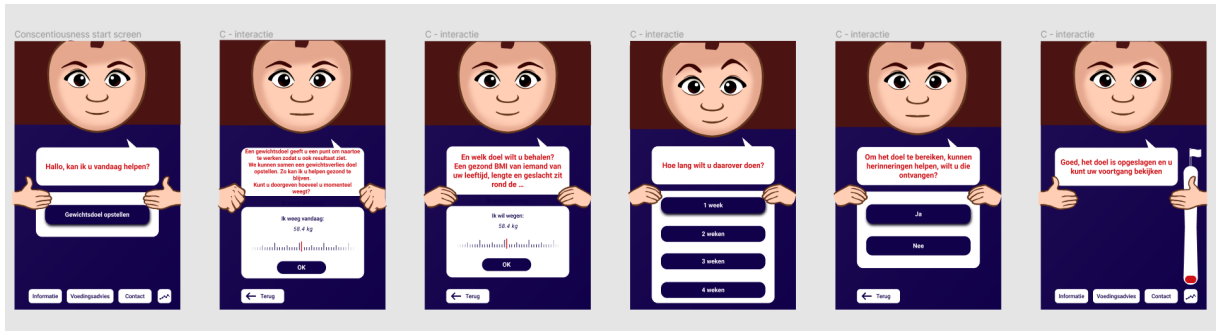 Conscientiousness start screen
Hallo, kan ik u vandaag helpen?
Gewichtsdoel opstellen
Informatie
Voedingsadvies
Contact
C - interactie
Een gewichtsdoel geeft u een punt om naartoe
te werken zodat u ook resultaat ziet.
We kunnen samen een gewichtsverlies doel
opstellen. Zo kan ik u helpen gezond te
blijven.
Kunt u doorgeven hoeveel u momenteel
weegt?
Ik weeg vandaag:
58.4 kg
OK
Terug
C - interactie
En welk doel wilt u behalen?
Een gezond BMI van iemand van
uw leeftijd, lengte en geslacht zit
rond de ...
Ik wil wegen:
58.4 kg
OK
Terug
C - interactie
Hoe lang wilt u daarover doen?
1 week
2 weken
3 weken
4 weken
C - interactie
Om het doel te bereiken, kunnen
herinneringen helpen, wilt u die
ontvangen?
Ja
Nee
Terug
C - interactie
Goed, het doel is opgeslagen en u
kunt uw voortgang bekijken
Informatie
Voedingsadvies
Contact